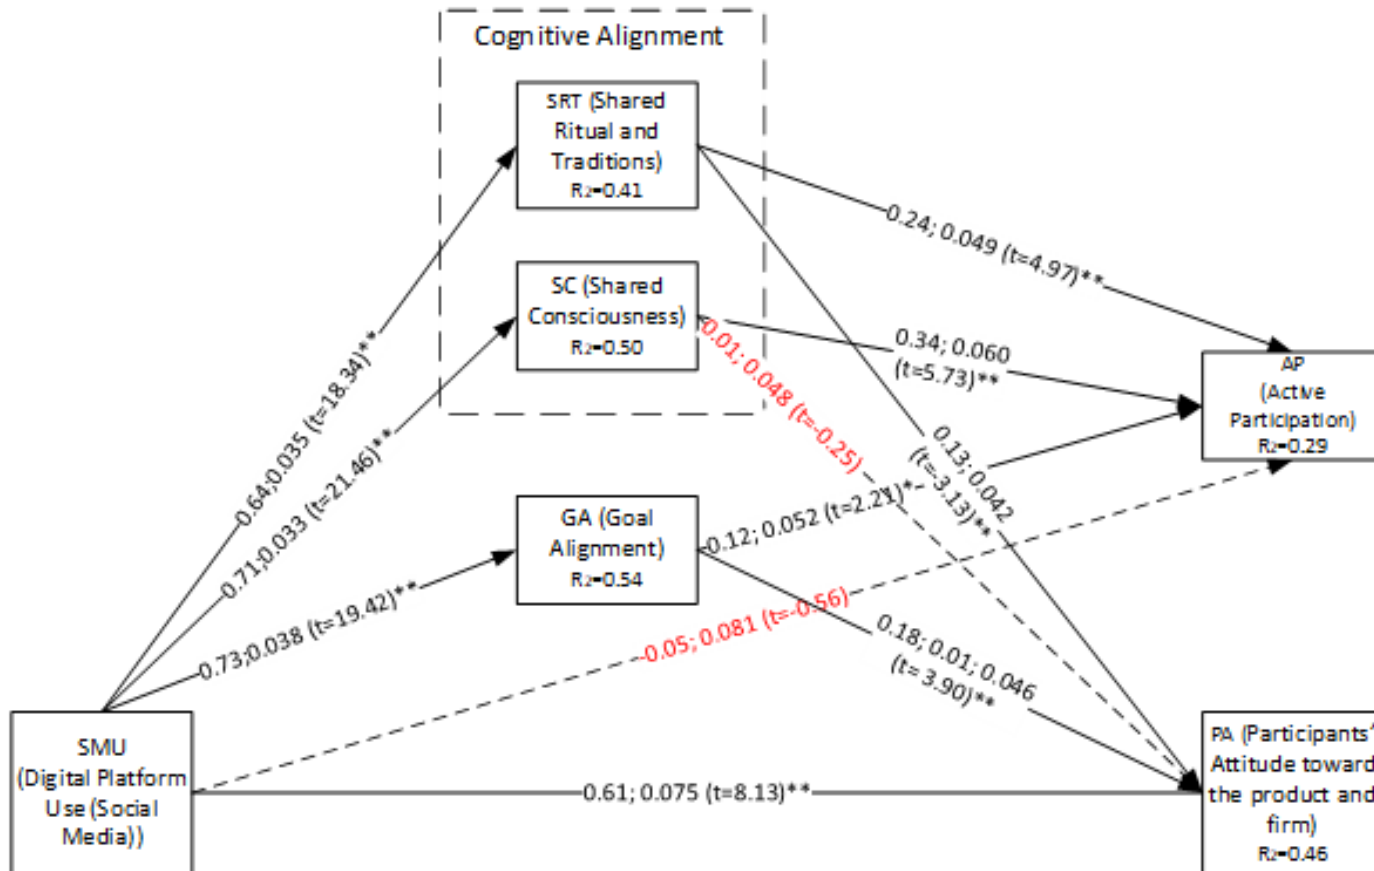 Cognitive Alignment
SRT (Shared
Ritual and
Traditions)
R2=0.41
SC (Shared
Consciousness)
R2=0.50
GA (Goal
Alignment)
R2=0.54
SMU
(Digital Platform
Use (Social
Media))
AP
(Active
Participation)
R2=0.29
PA (Participants'
Attitude toward
the product and
firm)
R2=0.46
0.64;0.035 (t=18.34)**
0.71;0.033 (t=21.46)**
0.73;0.038 (t=19.42)**
0.24; 0.049 (t=4.97)**
0.34; 0.060
(t=5.73)**
-0.01; 0.048 (t=-0.25)
0.13; 0.042
(t=-3.13)**
-0.12; 0.052 (t=2.21)*
-0.05; 0.081 (t=-0.56)
0.18; 0.01; 0.046
(t= 3.90)**
0.61; 0.075 (t=8.13)**